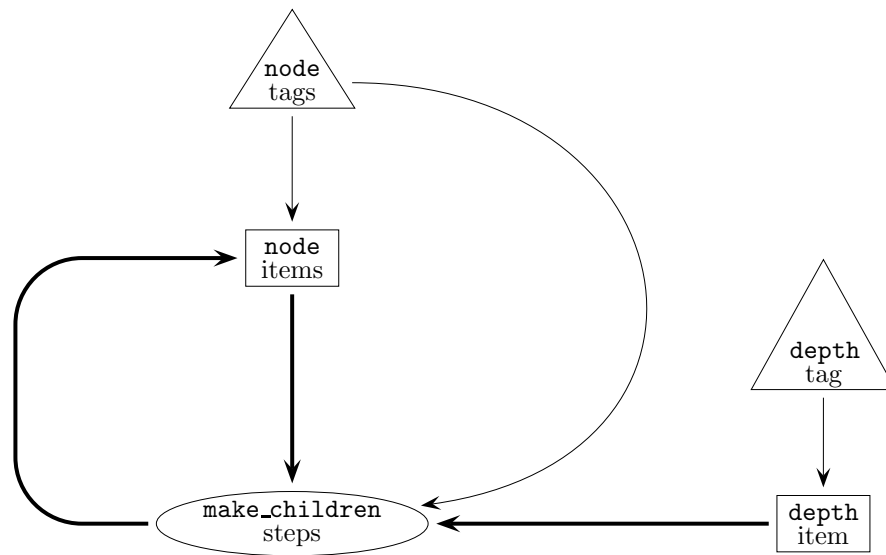 node
tags
node
items
depth
tag
make_children
steps
depth
item